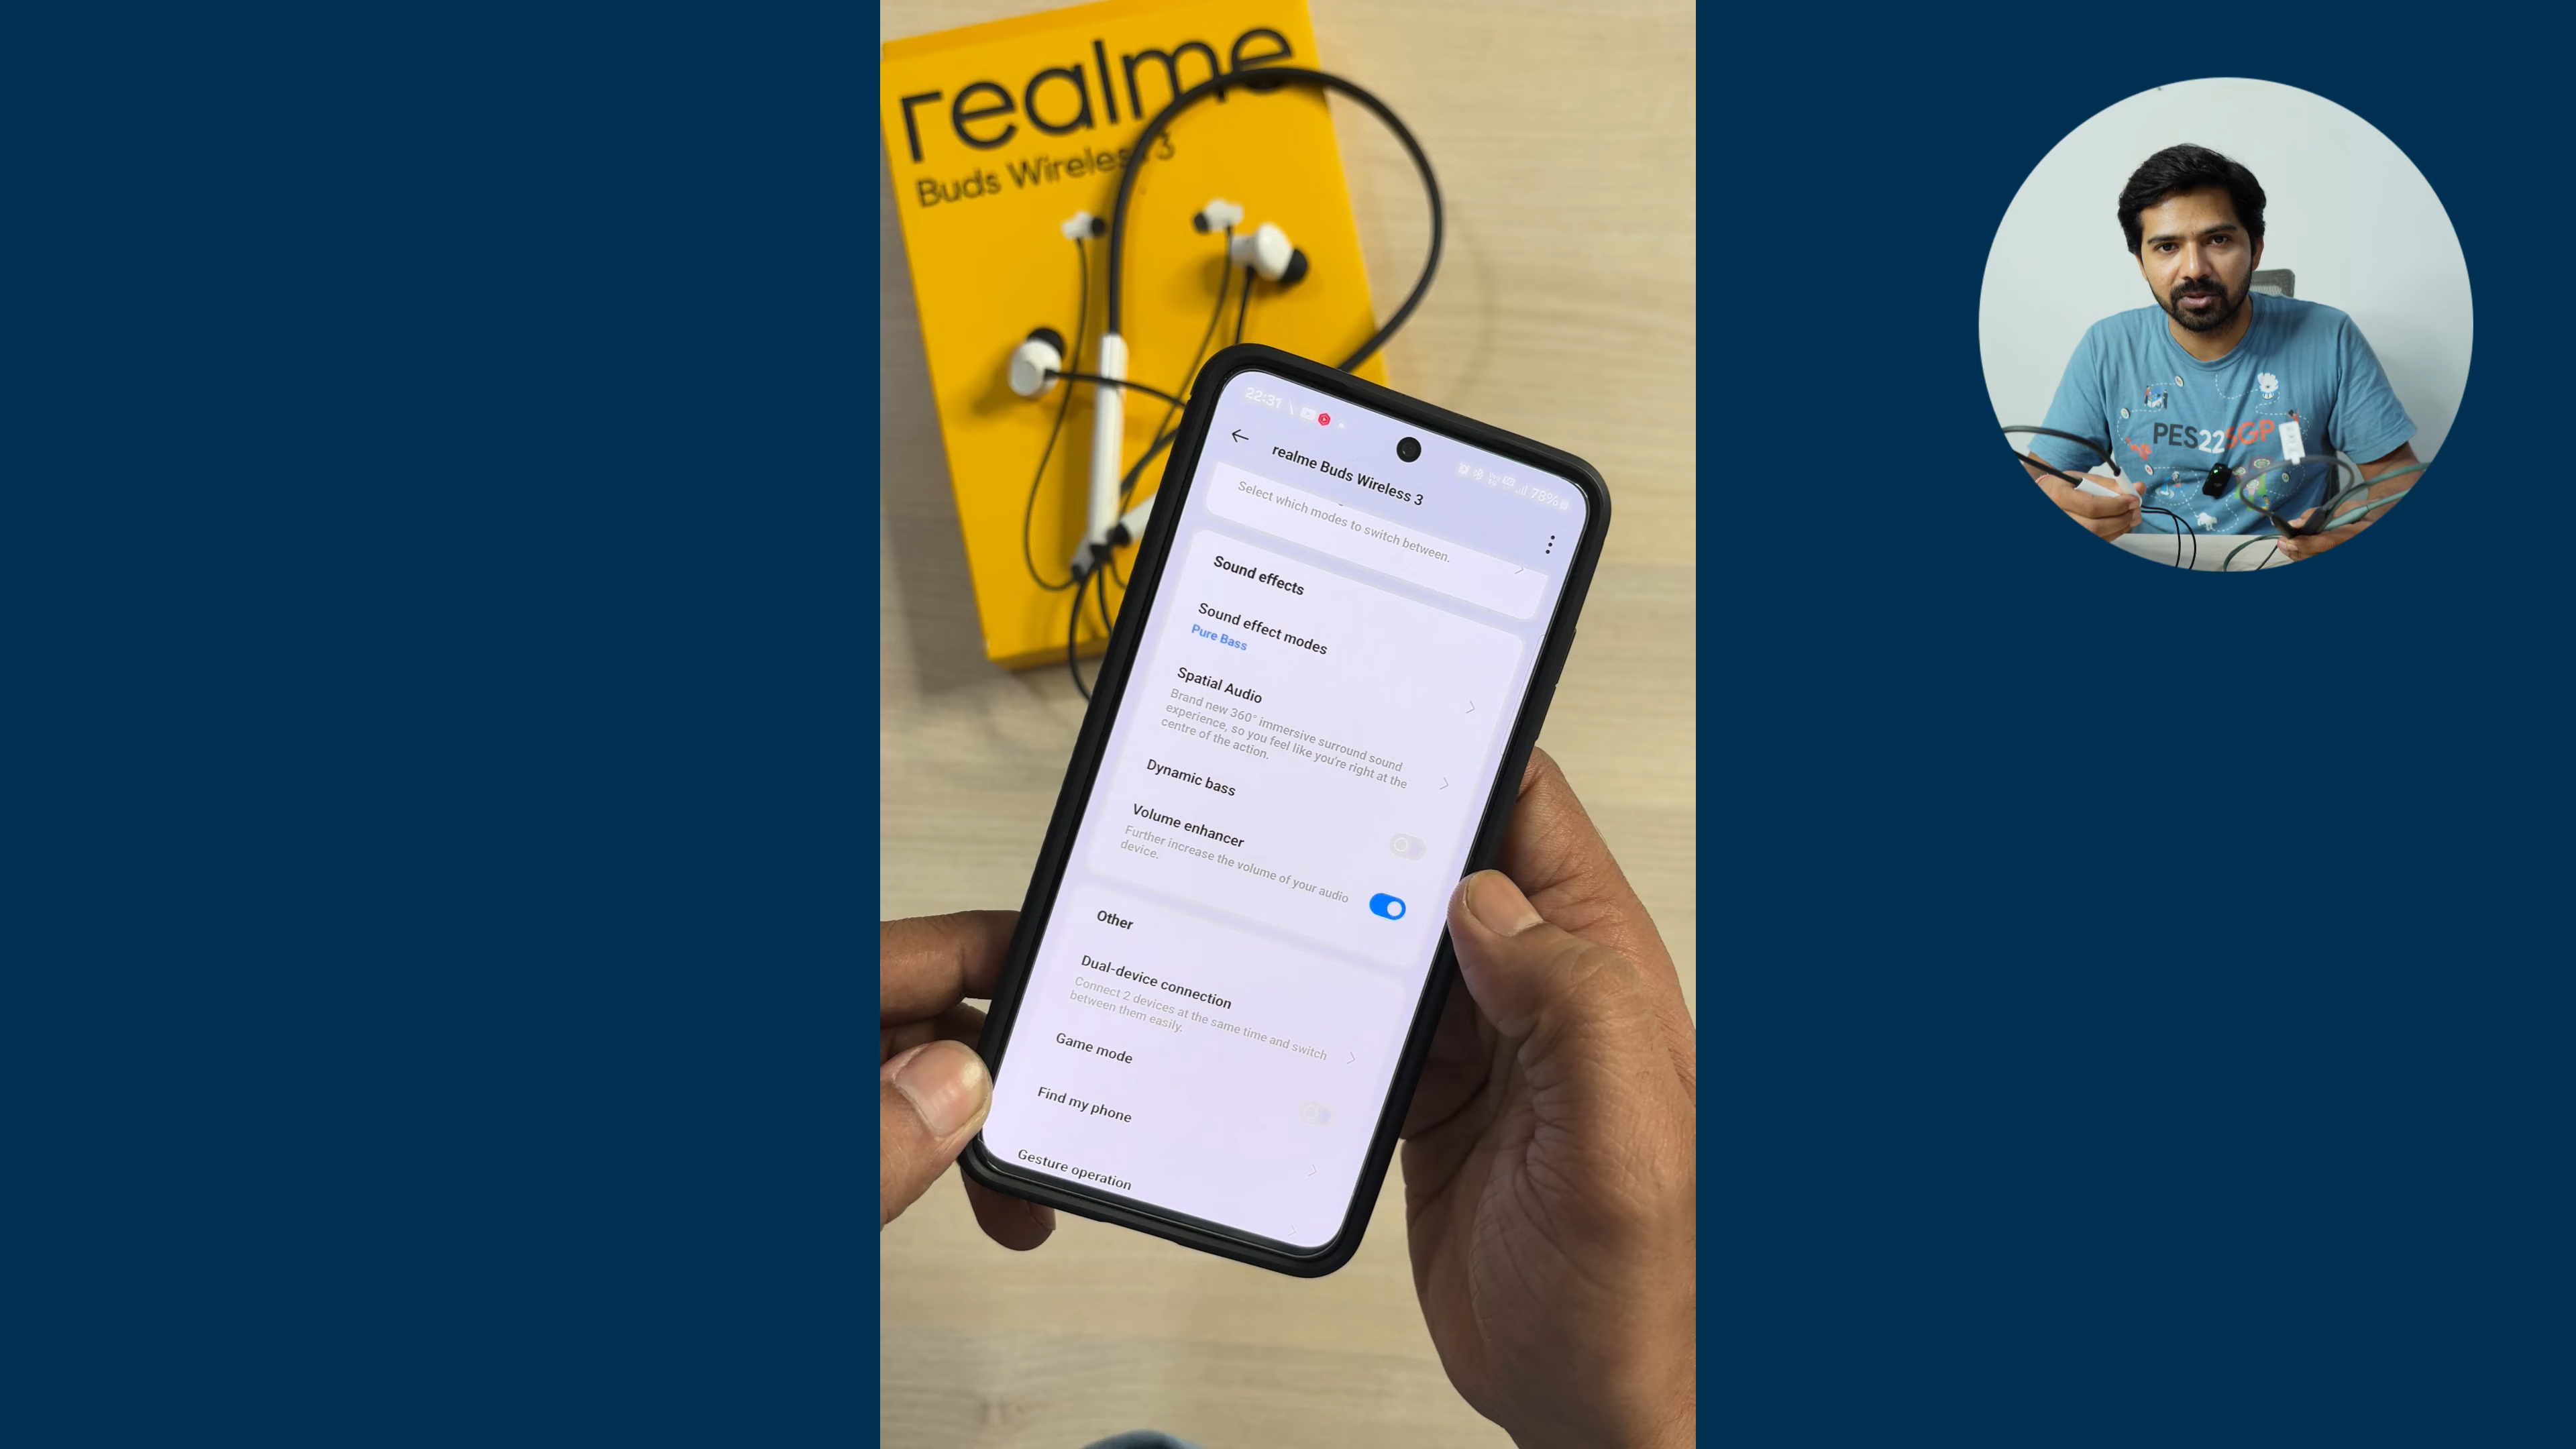 realme
Buds Wireless 3
22:31
78%
realme Buds Wireless 3
Select which modes to switch between.
Sound effects
Sound effect modes
Pure Bass
Spatial Audio
Brand new 360° immersive surround sound
experience, so you feel like you're right at the
centre of the action.
Dynamic bass
Volume enhancer
Further increase the volume of your audio
device.
Other
Dual-device connection
Connect 2 devices at the same time and switch
between them easily.
Game mode
Find my phone
Gesture operation
PES22SGP